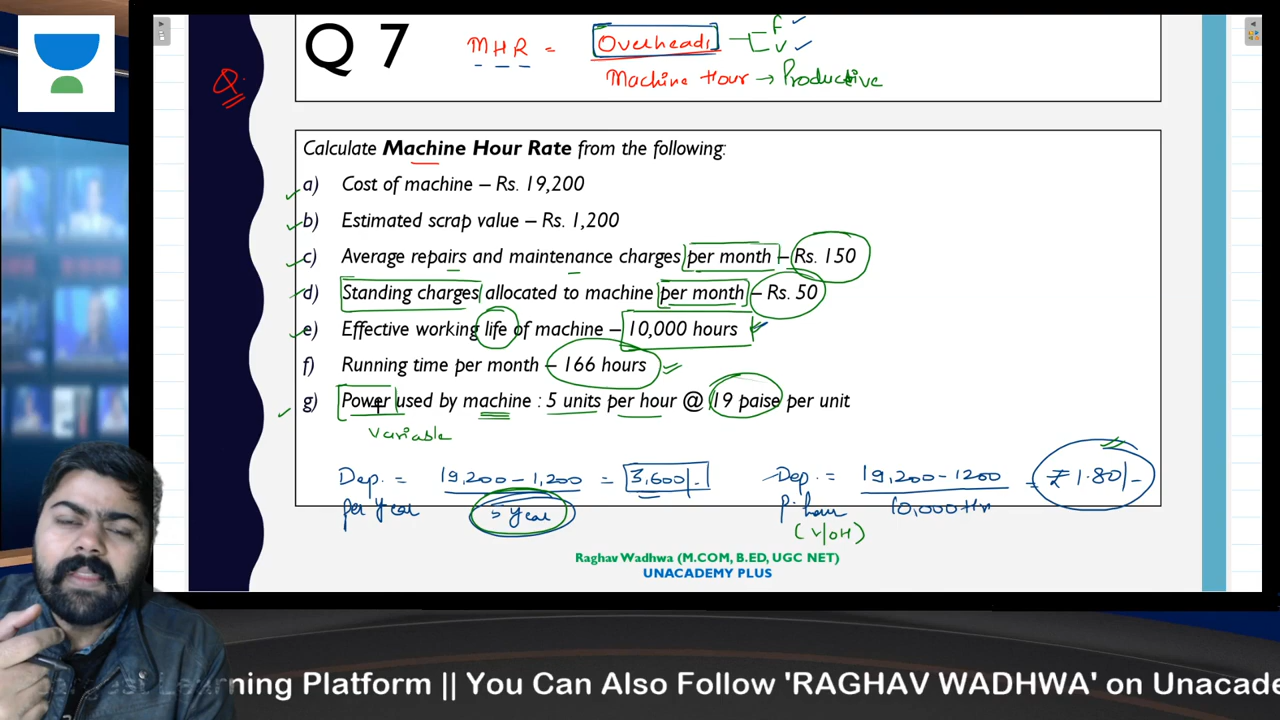 f
Q 7 M H R = Overheads
v
Q. Machine Hour → Productive
Calculate Machine Hour Rate from the following:
a) Cost of machine – Rs. 19,200
b) Estimated scrap value – Rs. 1,200
c) Average repairs and maintenance charges per month – Rs. 150
d) Standing charges allocated to machine per month – Rs. 50
e) Effective working life of machine – 10,000 hours
f) Running time per month – 166 hours
g) Power used by machine : 5 units per hour @ 19 paise per unit
variable
Dep. = 19,200-1,200 = 3,600/- Dep. = 19,200-1200 = ₹1.80/-
per year year p. hour 10,000 Hr
(V/OH)
Raghav Wadhwa (M.COM, B.ED, UGC NET)
UNACADEMY PLUS
Learning Platform || You Can Also Follow 'RAGHAV WADHWA' on Unacade